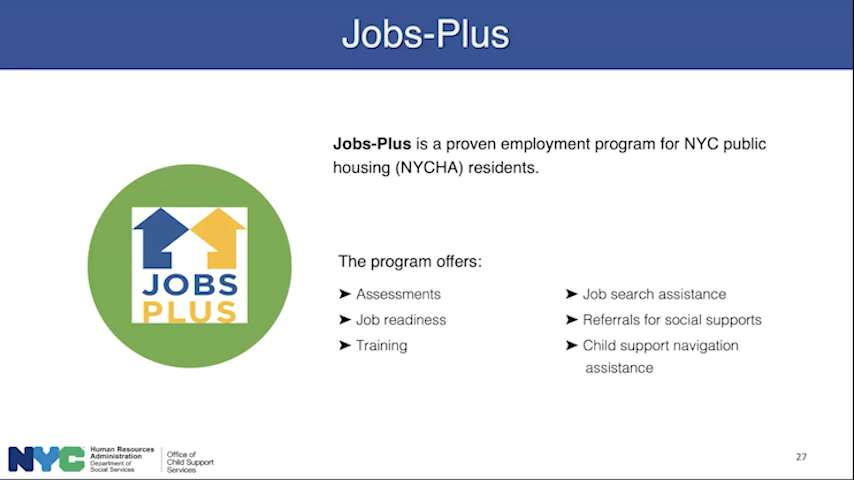 Jobs-Plus
Jobs-Plus is a proven employment program for NYC public
housing (NYCHA) residents.
JOBS
PLUS
The program offers:
➤ Assessments
➤ Job readiness
➤ Training
➤ Job search assistance
➤ Referrals for social supports
➤ Child support navigation
assistance
NYC
Human Resources
Administration
Department of
Social Services
Office of
Child Support
Services
27